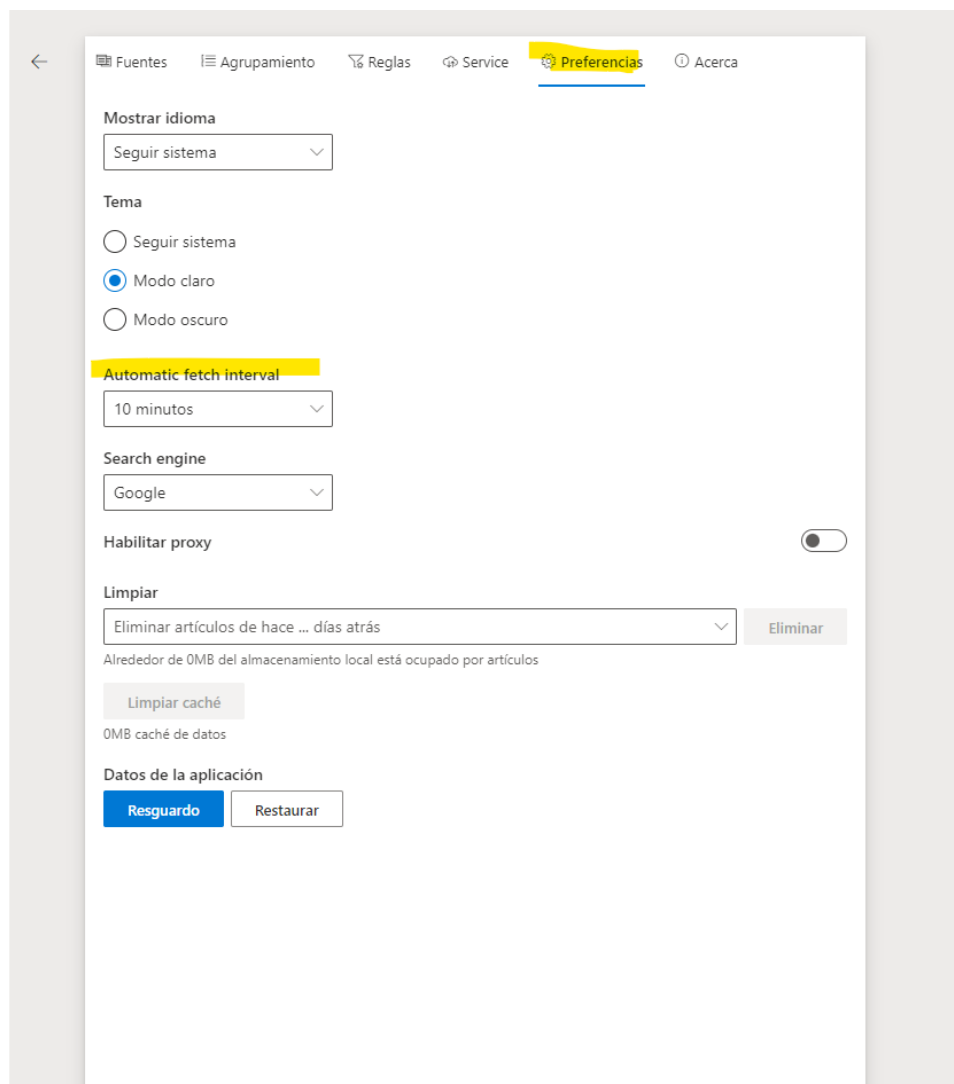 Fuentes Agrupamiento Reglas Service Preferencias Acerca
Mostrar idioma
Seguir sistema
Tema
Seguir sistema
Modo claro
Modo oscuro
Automatic fetch interval
10 minutos
Search engine
Google
Habilitar proxy
Limpiar
Eliminar artículos de hace ... días atrás Eliminar
Alrededor de 0MB del almacenamiento local está ocupado por artículos
Limpiar caché
0MB caché de datos
Datos de la aplicación
Resguardo Restaurar